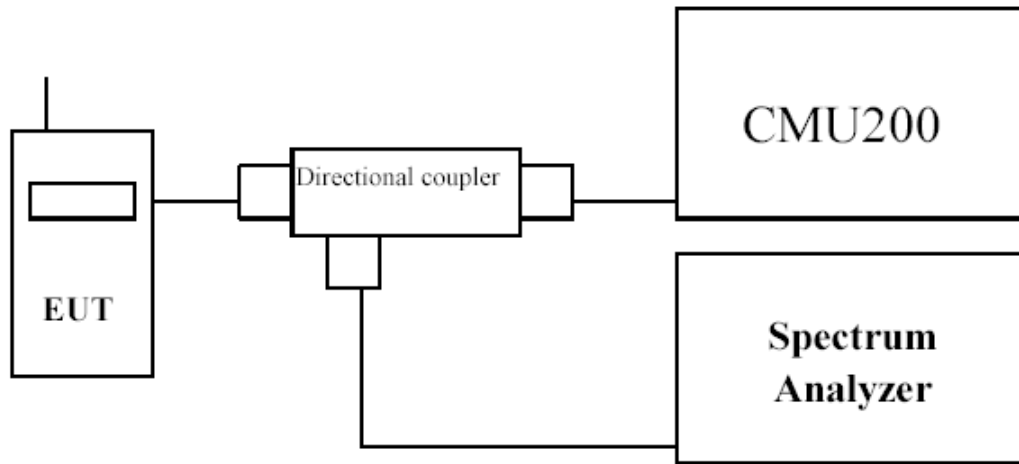 CMU200
Directional coupler
EUT
Spectrum
Analyzer